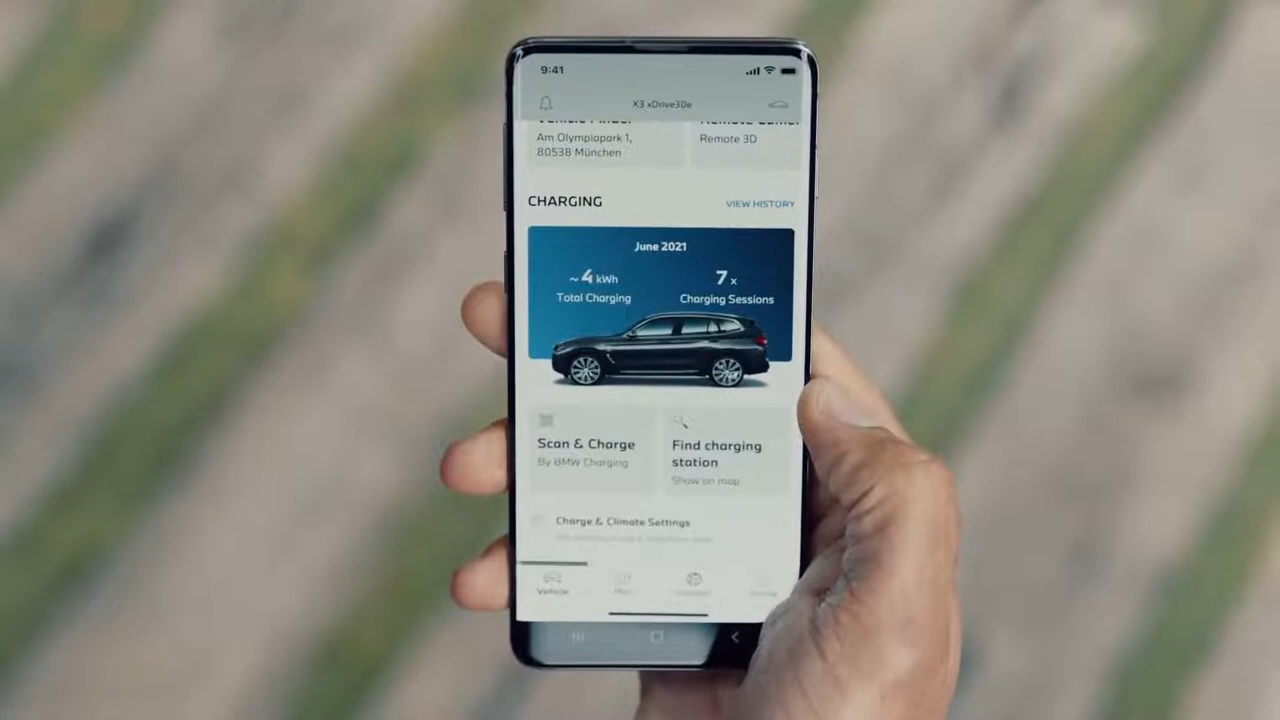 9:41
X3 xDrive30e
Vehicle Finder
Am Olympiapark 1,
80538 München
Remote 3D
CHARGING
VIEW HISTORY
June 2021
~4 kWh
Total Charging
7 x
Charging Sessions
Scan & Charge
By BMW Charging
Find charging
station
Show on map
Charge & Climate Settings
Vehicle